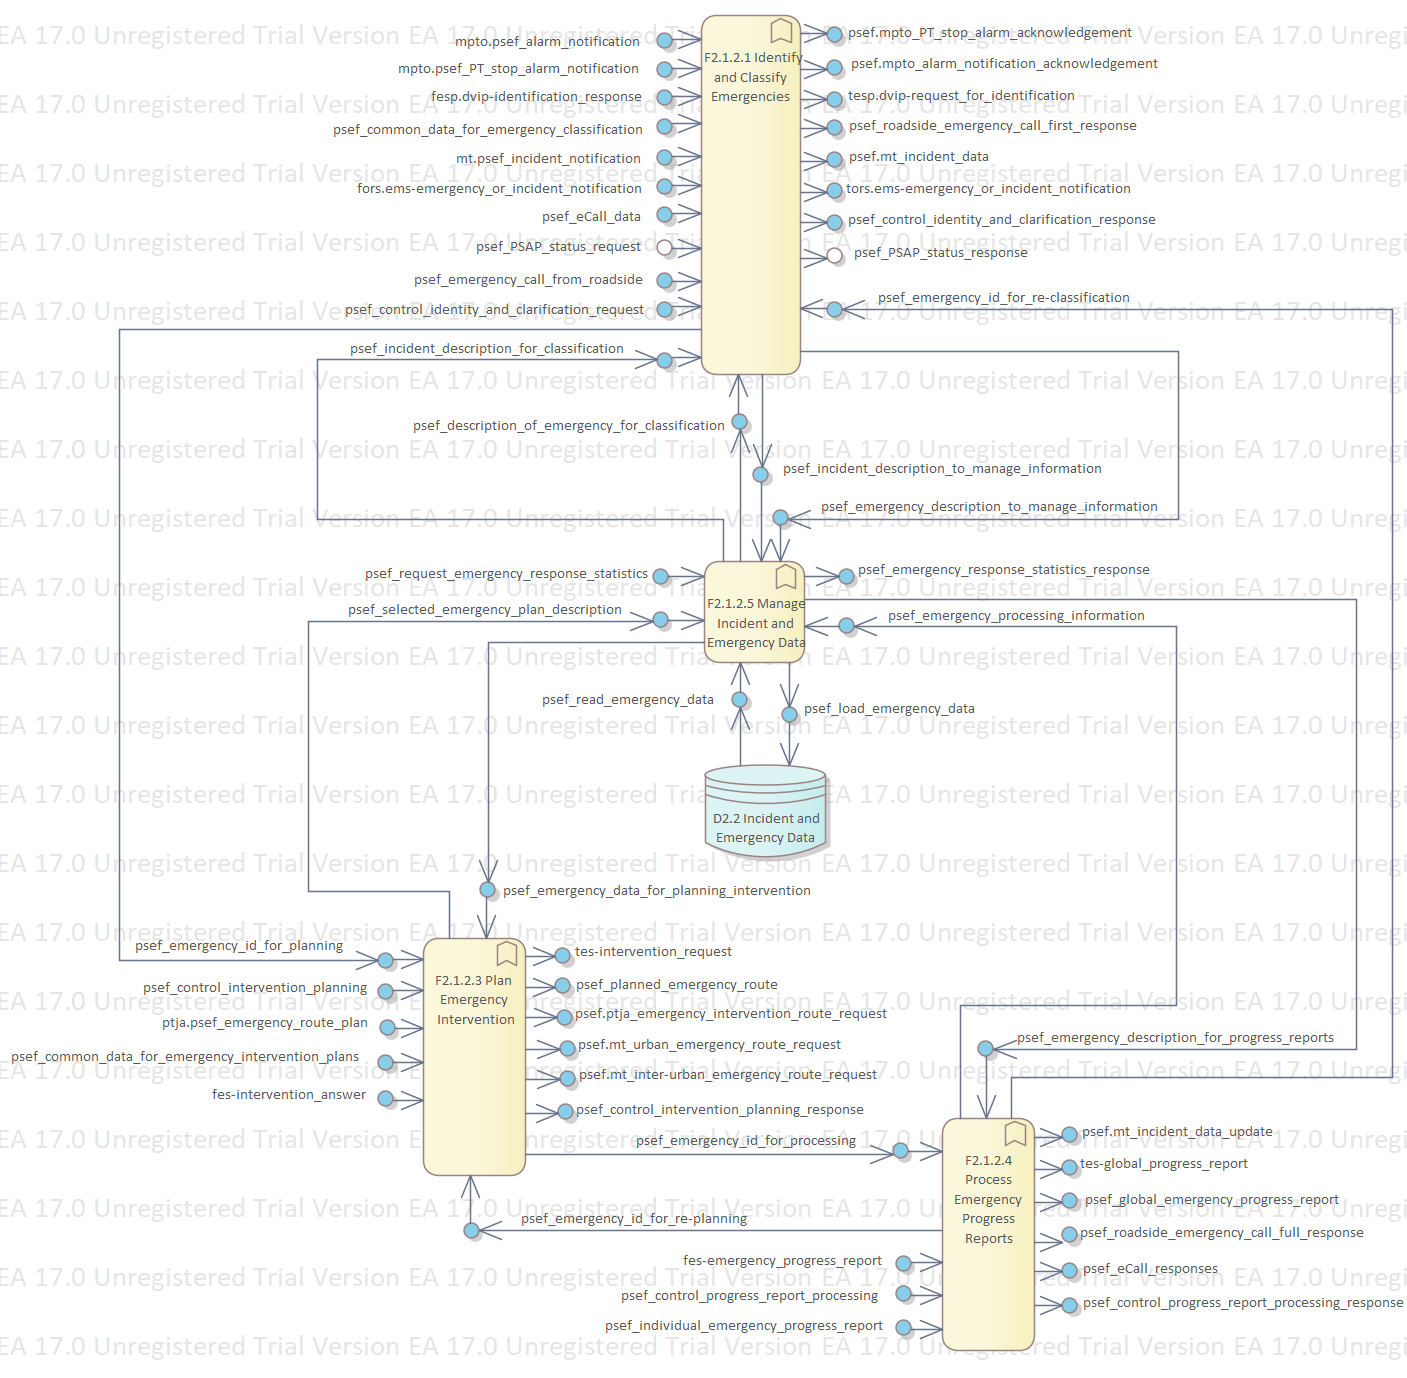 mpto.psef_alarm_notification
mpto.psef_PT_stop_alarm_notification
fesp.dvip-identification_response
psef_common_data_for_emergency_classification
mt.psef_incident_notification
fors.ems-emergency_or_incident_notification
psef_eCall_data
psef_PSAP_status_request
psef_emergency_call_from_roadside
psef_control_identity_and_clarification_request
psef_incident_description_for_classification
F2.1.2.1 Identify
and Classify
Emergencies
psef.mpto_PT_stop_alarm_acknowledgement
psef.mpto_alarm_notification_acknowledgement
tesp.dvip-request_for_identification
psef_roadside_emergency_call_first_response
psef.mt_incident_data
tors.ems-emergency_or_incident_notification
psef_control_identity_and_clarification_response
psef_PSAP_status_response
psef_emergency_id_for_re-classification
psef_description_of_emergency_for_classification
psef_incident_description_to_manage_information
psef_emergency_description_to_manage_information
psef_request_emergency_response_statistics
psef_selected_emergency_plan_description
F2.1.2.5 Manage
Incident and
Emergency Data
psef_emergency_response_statistics_response
psef_emergency_processing_information
psef_read_emergency_data
psef_load_emergency_data
D2.2 Incident and
Emergency Data
psef_emergency_data_for_planning_intervention
psef_emergency_id_for_planning
psef_control_intervention_planning
ptja.psef_emergency_route_plan
psef_common_data_for_emergency_intervention_plans
fes-intervention_answer
F2.1.2.3 Plan
Emergency
Intervention
tes-intervention_request
psef_planned_emergency_route
psef.ptja_emergency_intervention_route_request
psef.mt_urban_emergency_route_request
psef.mt_inter-urban_emergency_route_request
psef_control_intervention_planning_response
psef_emergency_id_for_processing
psef_emergency_description_for_progress_reports
psef_emergency_id_for_re-planning
fes-emergency_progress_report
psef_control_progress_report_processing
psef_individual_emergency_progress_report
F2.1.2.4
Process
Emergency
Progress
Reports
psef.mt_incident_data_update
tes-global_progress_report
psef_global_emergency_progress_report
psef_roadside_emergency_call_full_response
psef_eCall_responses
psef_control_progress_report_processing_response
EA 17.0 Unregistered Trial Version EA 17.0 Unregistered Trial Version EA 17.0 Unregistered Trial Version EA 17.0 Unregi